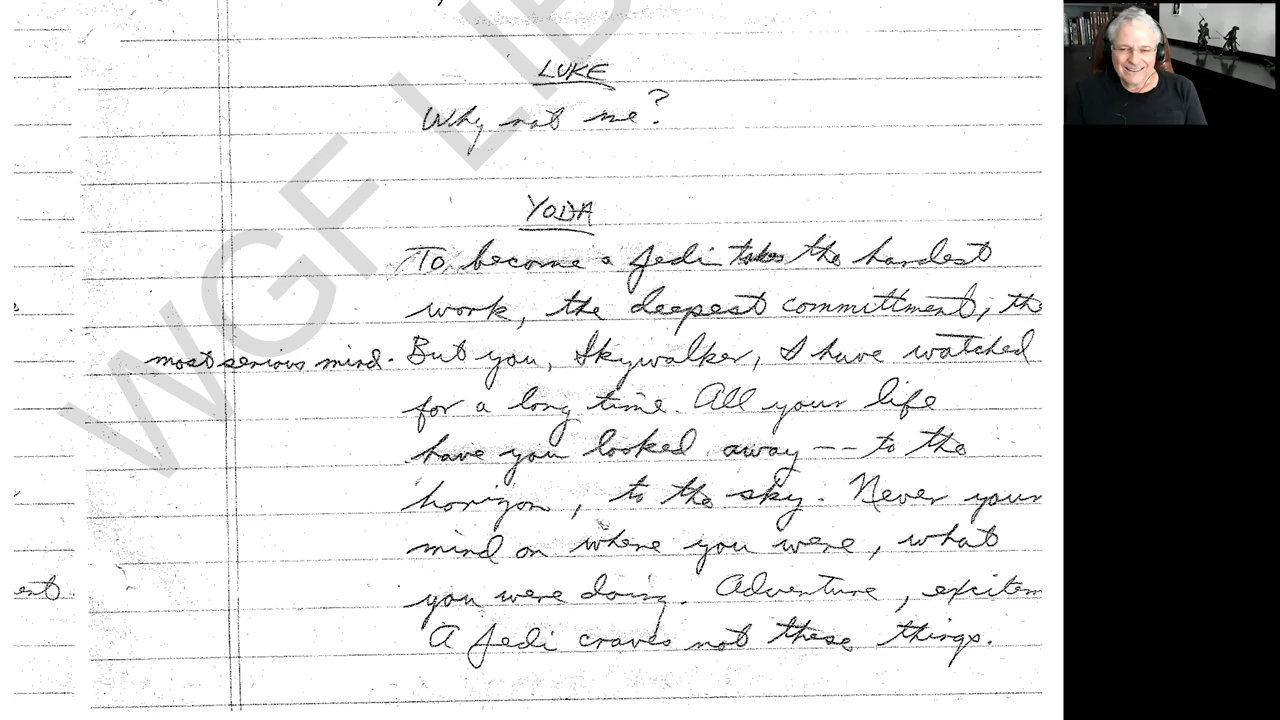 WGF LIB
LUKE
Why not me?
YODA
To become a Jedi takes the hardest
work, the deepest committment, the
most serious mind. But you, Skywalker, I have watched
for a long time. All your life
have you looked away -- to the
horizon, to the sky. Never your
mind on where you were, what
you were doing. Adventure, excitem
A Jedi craves not these things.
ent